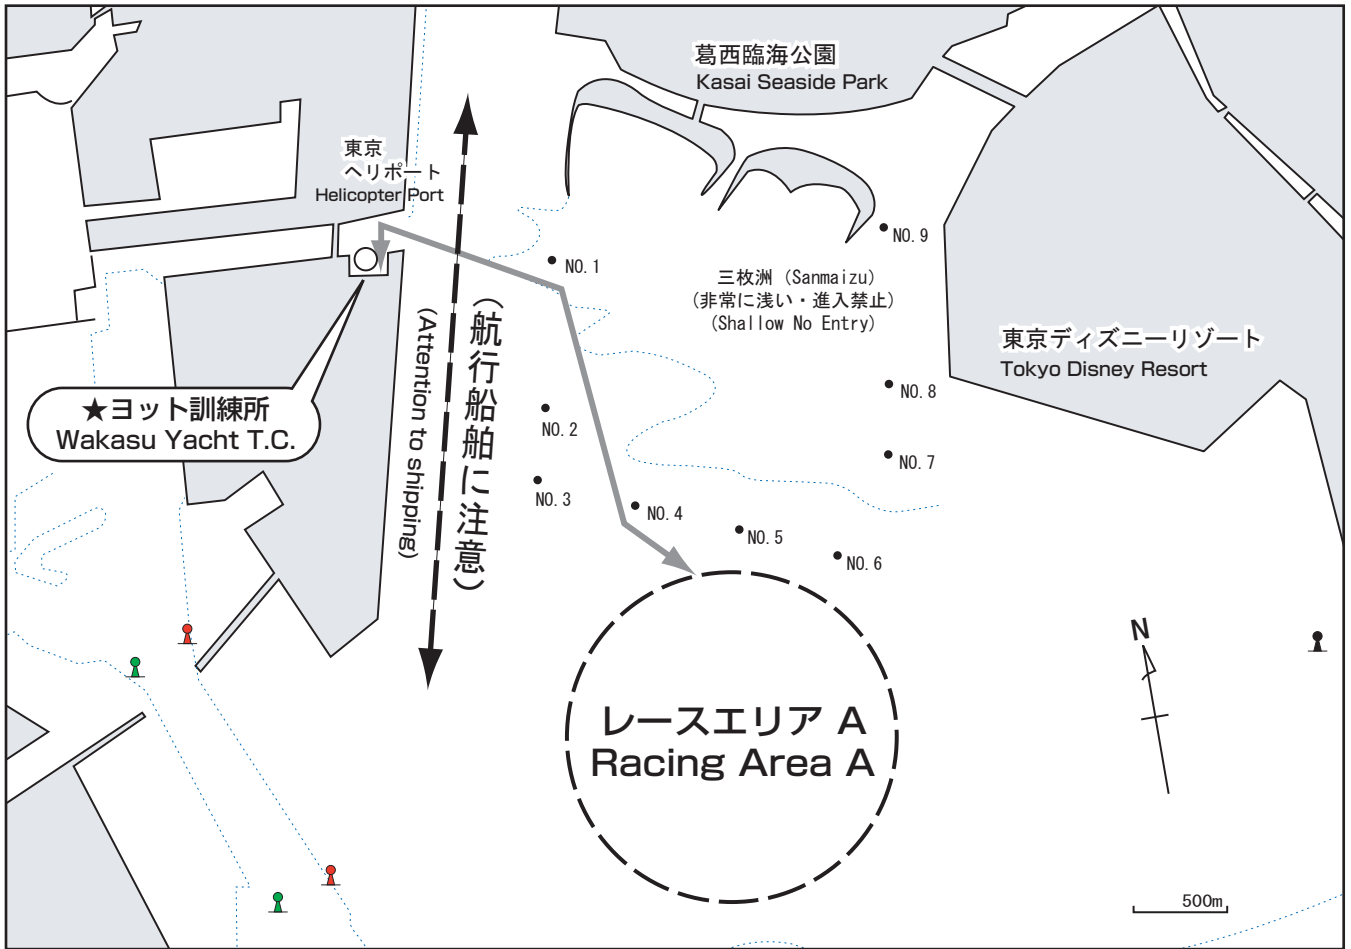 葛西臨海公園
Kasai Seaside Park
東京
ヘリポート
Helicopter Port
NO. 9
NO. 1
三枚洲 (Sanmaizu)
(非常に浅い・進入禁止)
(Shallow No Entry)
(航行船舶に注意)
(Attention to shipping)
東京ディズニーリゾート
Tokyo Disney Resort
★ヨット訓練所
Wakasu Yacht T.C.
NO. 8
NO. 2
NO. 7
NO. 3
NO. 4
NO. 5
NO. 6
N
レースエリア A
Racing Area A
500m